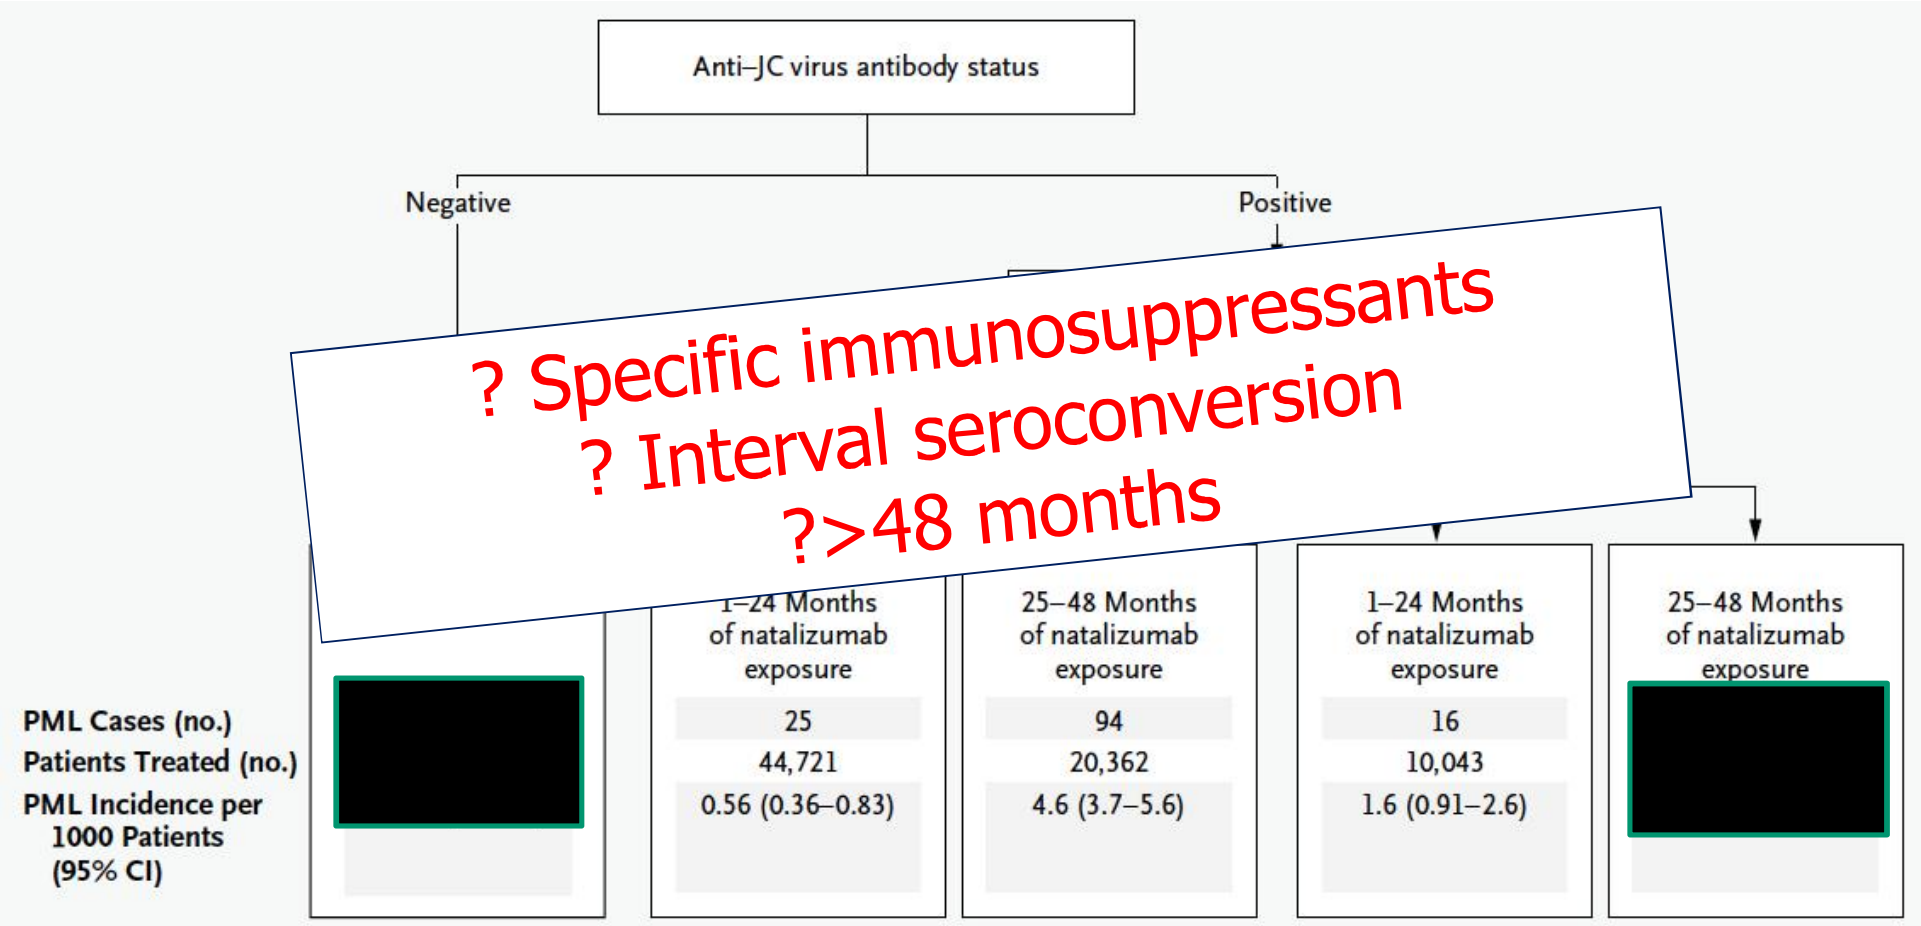 Anti–JC virus antibody status
Negative
Positive
? Specific immunosuppressants
? Interval seroconversion
?>48 months
1–24 Months
of natalizumab
exposure
25–48 Months
of natalizumab
exposure
1–24 Months
of natalizumab
exposure
25–48 Months
of natalizumab
exposure
PML Cases (no.) 25 94 16
Patients Treated (no.) 44,721 20,362 10,043
PML Incidence per 0.56 (0.36–0.83) 4.6 (3.7–5.6) 1.6 (0.91–2.6)
1000 Patients
(95% CI)